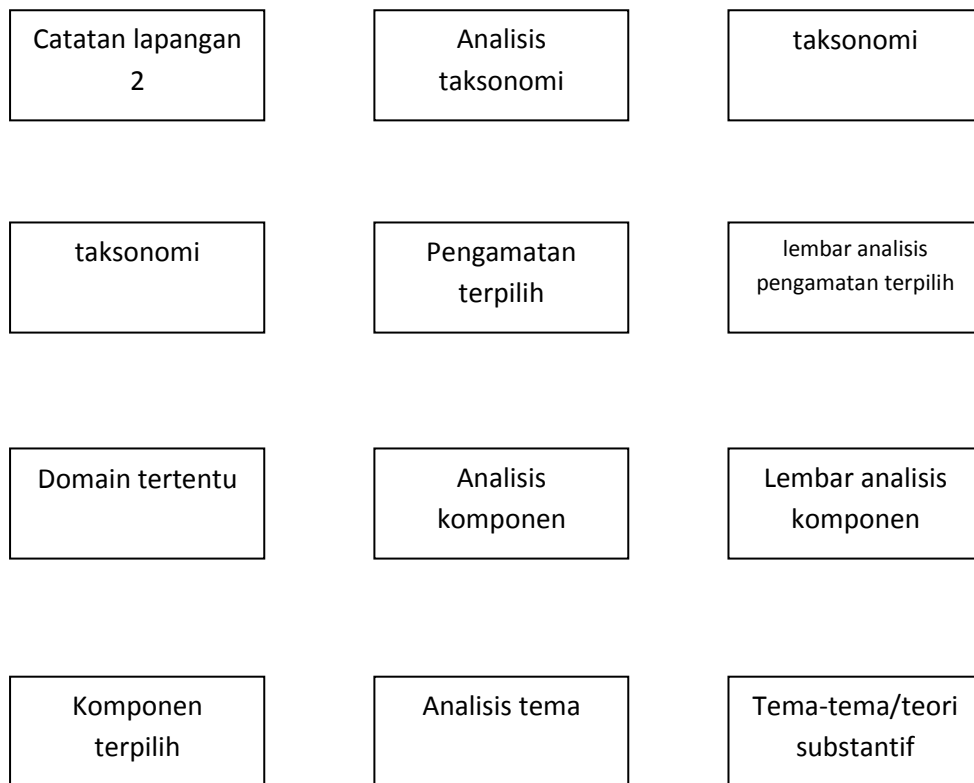 Catatan lapangan
2
Analisis
taksonomi
taksonomi
taksonomi
Pengamatan
terpilih
lembar analisis
pengamatan terpilih
Domain tertentu
Analisis
komponen
Lembar analisis
komponen
Komponen
terpilih
Analisis tema
Tema-tema/teori
substantif